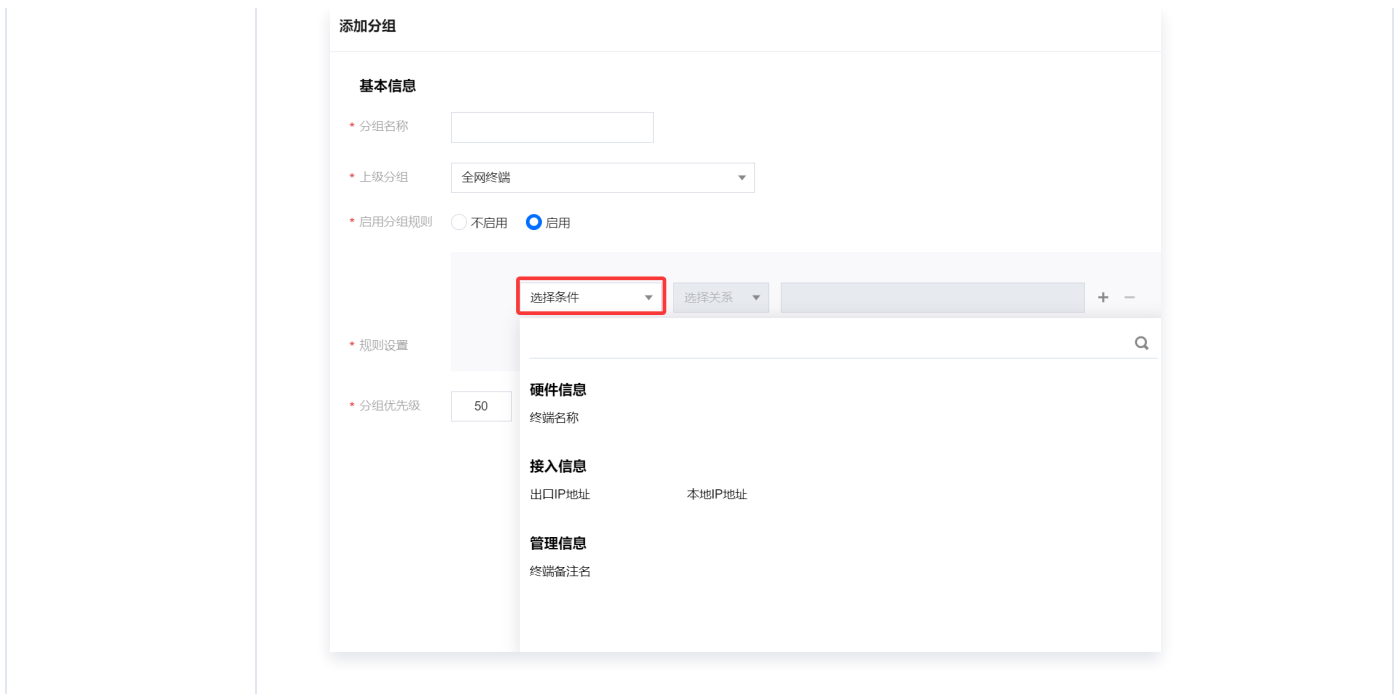 添加分组
基本信息
* 分组名称
* 上级分组 全网终端
* 启用分组规则 不启用 启用
选择条件 选择关系 + −
* 规则设置
* 分组优先级 50
硬件信息
终端名称
接入信息
出口IP地址 本地IP地址
管理信息
终端备注名